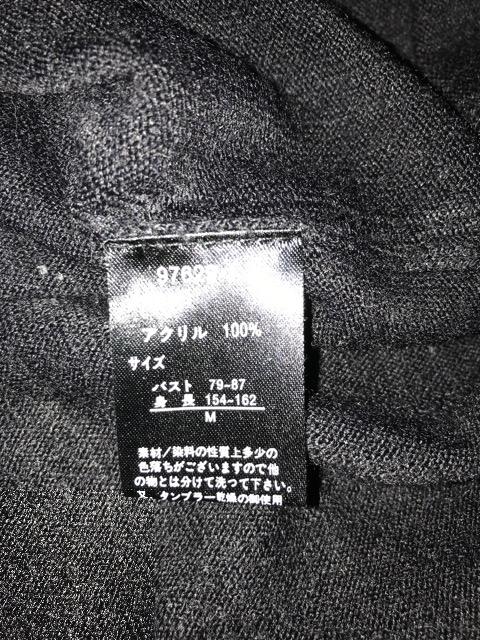 アクリル 100%
サイズ
バスト 79-87
身 長 154-162
M
素材/染料の性質上多少の
色落ちがございますので他
の物とは分けて洗って下さい。
又、タンブラー乾燥の御使用